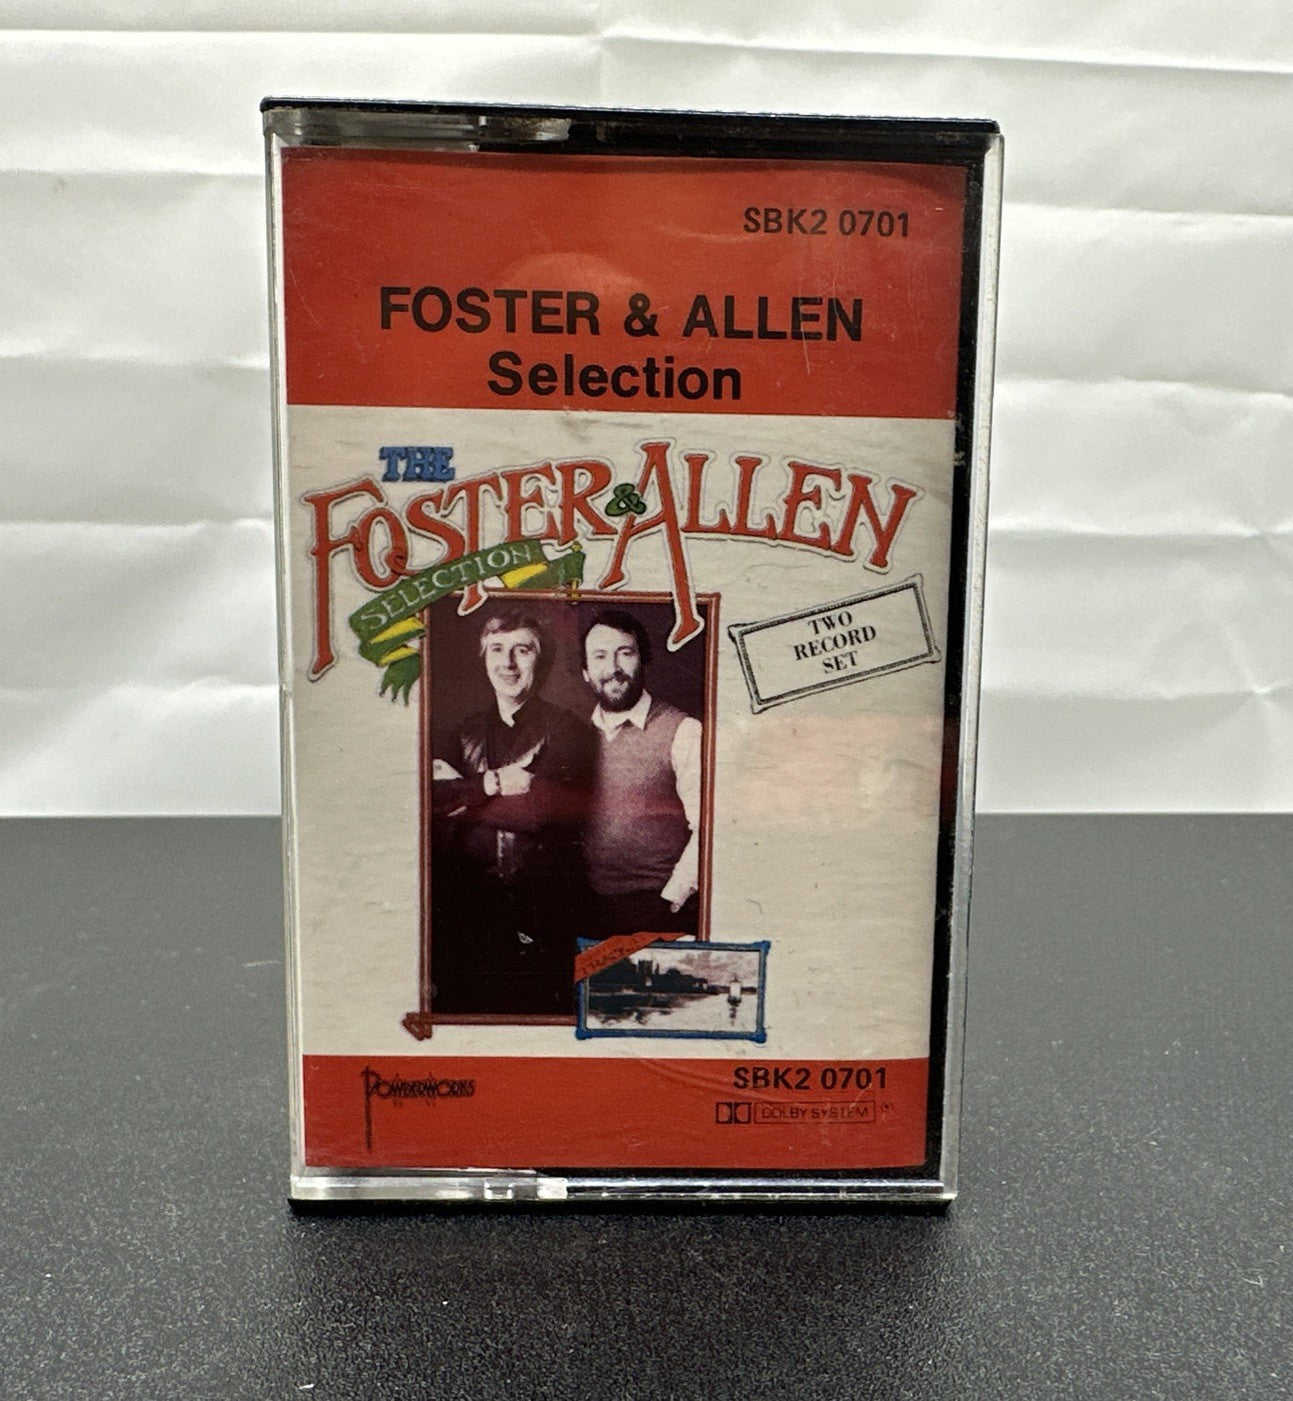 SBK2 0701
FOSTER & ALLEN
Selection
THE
FOSTER & ALLEN
SELECTION
TWO
RECORD
SET
POWDERWORKS
SBK2 0701
DOLBY SYSTEM ®